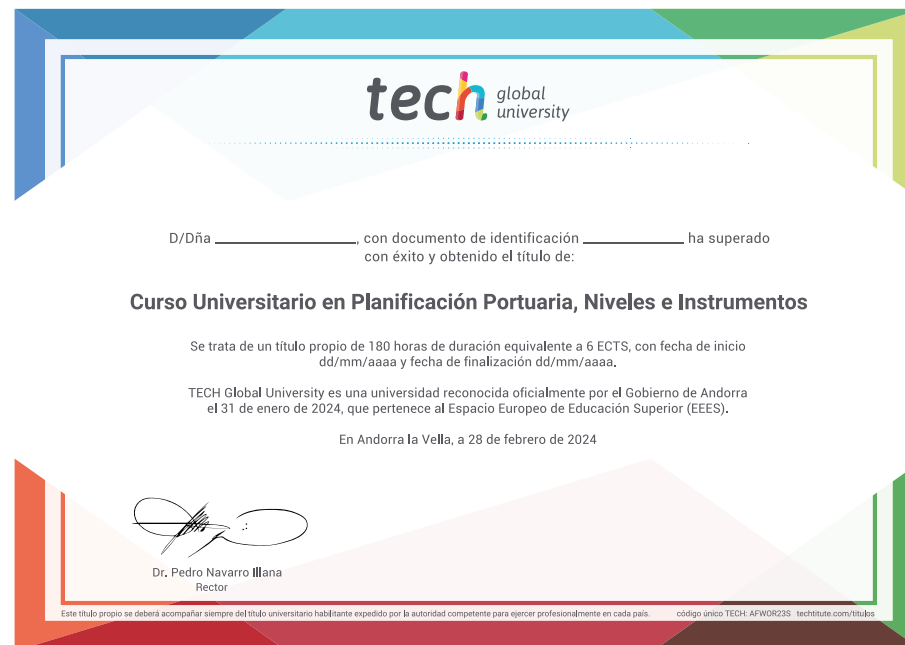 tech global university
D/Dña ____________________, con documento de identificación ______________ ha superado
con éxito y obtenido el título de:
Curso Universitario en Planificación Portuaria, Niveles e Instrumentos
Se trata de un título propio de 180 horas de duración equivalente a 6 ECTS, con fecha de inicio
dd/mm/aaaa y fecha de finalización dd/mm/aaaa.
TECH Global University es una universidad reconocida oficialmente por el Gobierno de Andorra
el 31 de enero de 2024, que pertenece al Espacio Europeo de Educación Superior (EEES).
En Andorra la Vella, a 28 de febrero de 2024
Dr. Pedro Navarro Illana
Rector
Este título propio se deberá acompañar siempre del título universitario habilitante expedido por la autoridad competente para ejercer profesionalmente en cada país. código único TECH: AFWOR23S techtitute.com/titulos